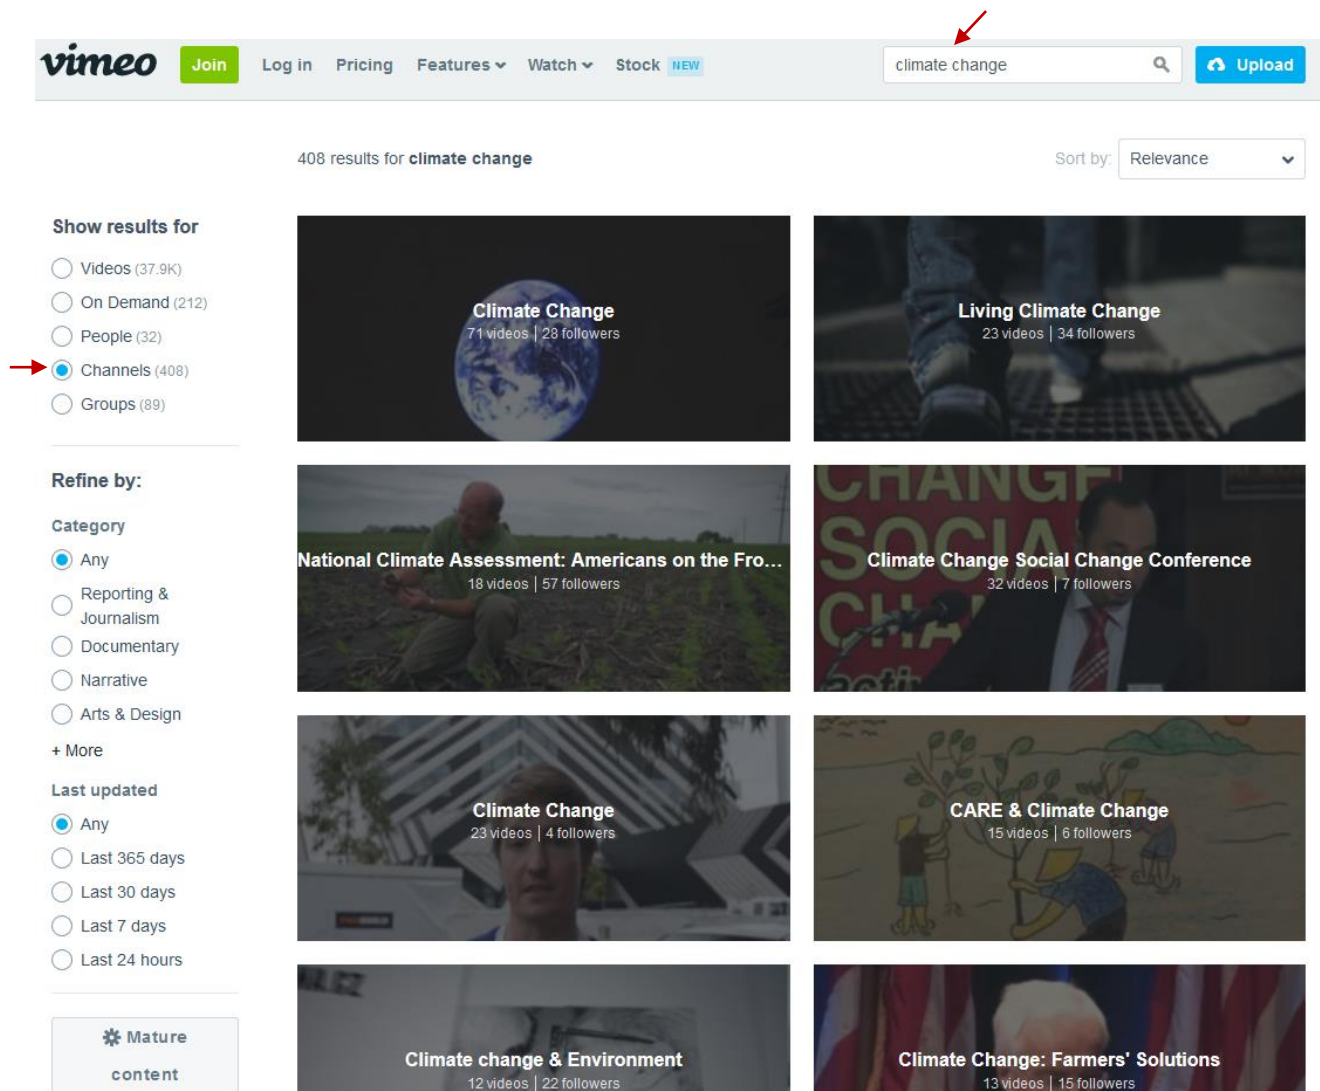 vimeo Join Log in Pricing Features Watch Stock NEW climate change Upload
408 results for climate change Sort by: Relevance
Show results for
Videos (37.9K)
On Demand (212)
People (32)
Channels (408)
Groups (89)
Refine by:
Category
Any
Reporting &
Journalism
Documentary
Narrative
Arts & Design
+ More
Last updated
Any
Last 365 days
Last 30 days
Last 7 days
Last 24 hours
Mature
content
Climate Change
71 videos | 28 followers
Living Climate Change
23 videos | 34 followers
National Climate Assessment: Americans on the Fro...
18 videos | 57 followers
CHANGE
SOCIAL
CHA
Climate Change Social Change Conference
32 videos | 7 followers
Climate Change
23 videos | 4 followers
CARE & Climate Change
15 videos | 6 followers
Climate change & Environment
12 videos | 22 followers
Climate Change: Farmers' Solutions
13 videos | 15 followers